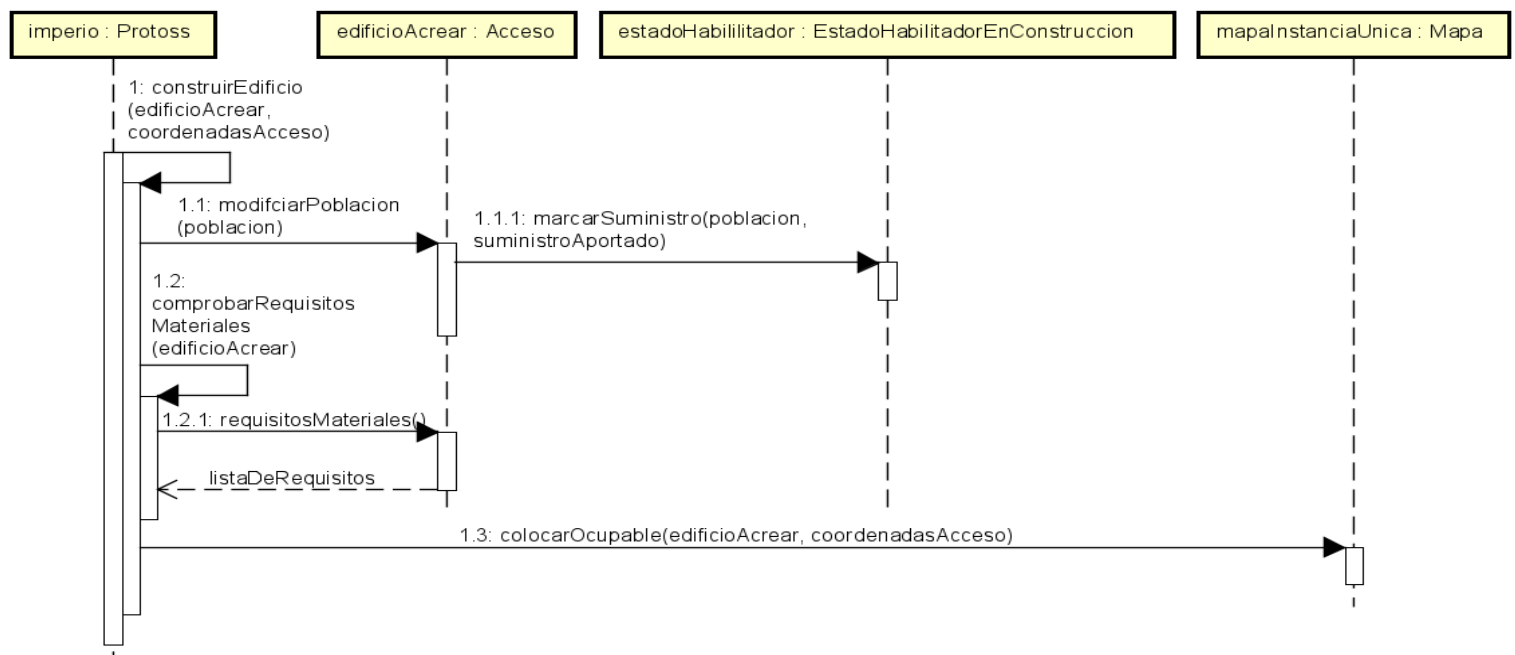 imperio : Protoss
edificioAcrear : Acceso
estadoHabililitador : EstadoHabilitadorEnConstruccion
mapaInstanciaUnica : Mapa
1: construirEdificio
(edificioAcrear,
coordenadasAcceso)
1.1: modifciarPoblacion
(poblacion)
1.1.1: marcarSuministro(poblacion,
suministroAportado)
1.2:
comprobarRequisitos
Materiales
(edificioAcrear)
1.2.1: requisitosMateriales()
listaDeRequisitos
1.3: colocarOcupable(edificioAcrear, coordenadasAcceso)